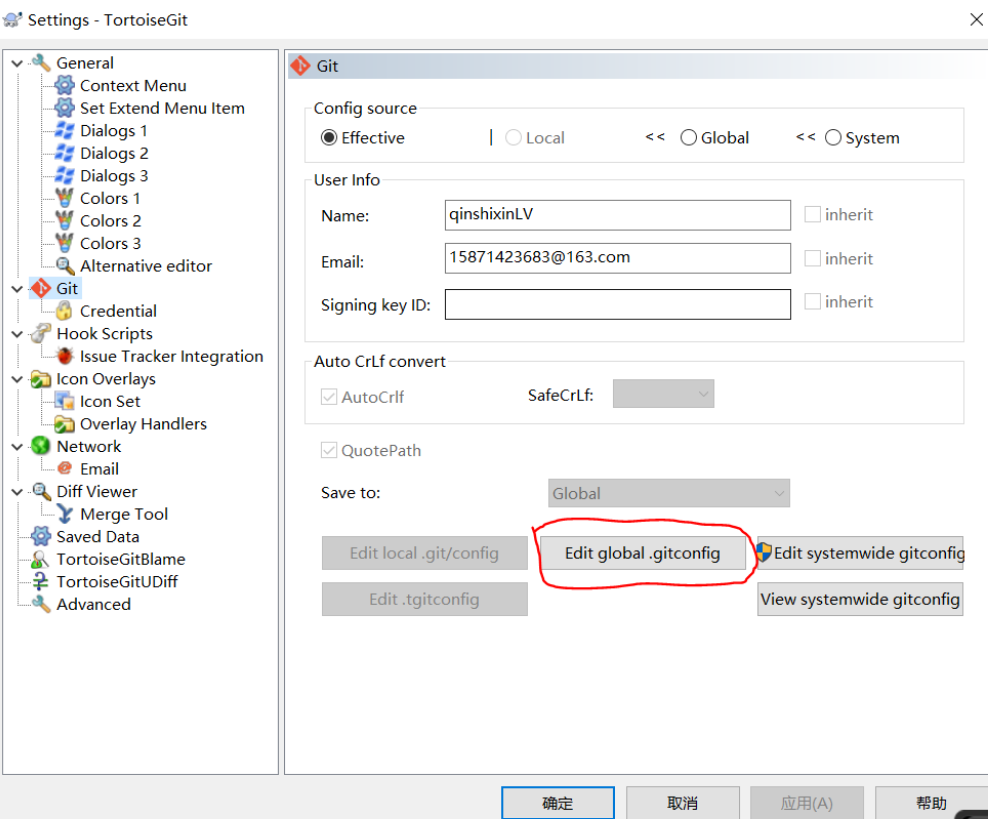 Settings - TortoiseGit
General
Context Menu
Set Extend Menu Item
Dialogs 1
Dialogs 2
Dialogs 3
Colors 1
Colors 2
Colors 3
Alternative editor
Git
Credential
Hook Scripts
Issue Tracker Integration
Icon Overlays
Icon Set
Overlay Handlers
Network
Email
Diff Viewer
Merge Tool
Saved Data
TortoiseGitBlame
TortoiseGitUDiff
Advanced
Git
Config source
Effective | Local << Global << System
User Info
Name: qinshixinLV inherit
Email: 15871423683@163.com inherit
Signing key ID: inherit
Auto CrLf convert
AutoCrlf SafeCrLf:
QuotePath
Save to: Global
Edit local .git/config Edit global .gitconfig Edit systemwide gitconfig
Edit .tgitconfig View systemwide gitconfig
确定 取消 应用(A) 帮助